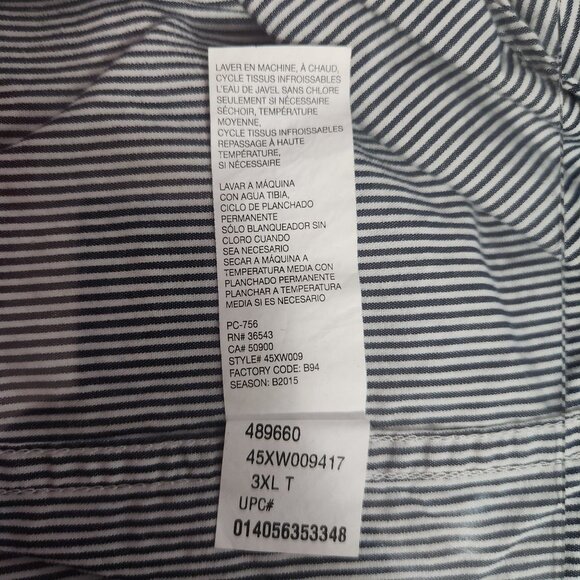 LAVER EN MACHINE, À CHAUD,
CYCLE TISSUS INFROISSABLES
L'EAU DE JAVEL SANS CHLORE
SEULEMENT SI NÉCESSAIRE
SÉCHOIR, TEMPÉRATURE
MOYENNE,
CYCLE TISSUS INFROISSABLES
REPASSAGE À HAUTE
TEMPÉRATURE,
SI NÉCESSAIRE
LAVAR A MÁQUINA
CON AGUA TIBIA,
CICLO DE PLANCHADO
PERMANENTE
SÓLO BLANQUEADOR SIN
CLORO CUANDO
SEA NECESARIO
SECAR A MÁQUINA A
TEMPERATURA MEDIA CON
PLANCHADO PERMANENTE
PLANCHAR A TEMPERATURA
MEDIA SI ES NECESARIO
PC-756
RN# 36543
CA# 50900
STYLE# 45XW009
FACTORY CODE: B94
SEASON: B2015
489660
45XW009417
3XL T
UPC#
014056353348